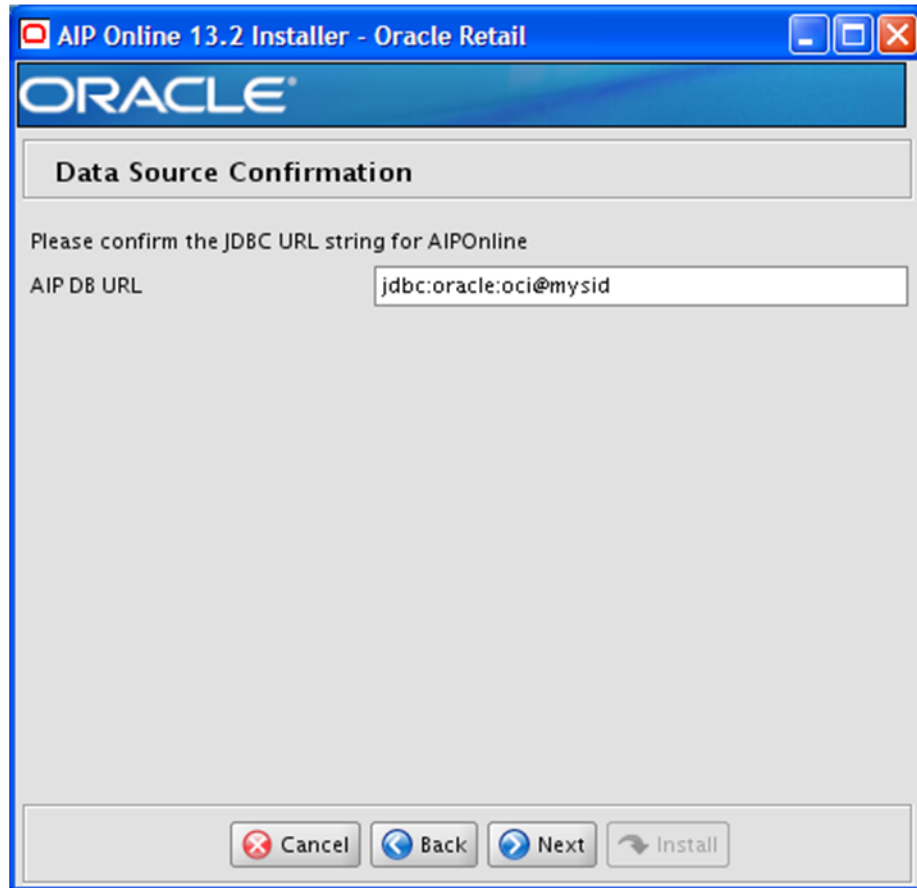 AIP Online 13.2 Installer - Oracle Retail
ORACLE®
Data Source Confirmation
Please confirm the JDBC URL string for AIPOnline
AIP DB URL jdbc:oracle:oci@mysid
Cancel Back Next Install